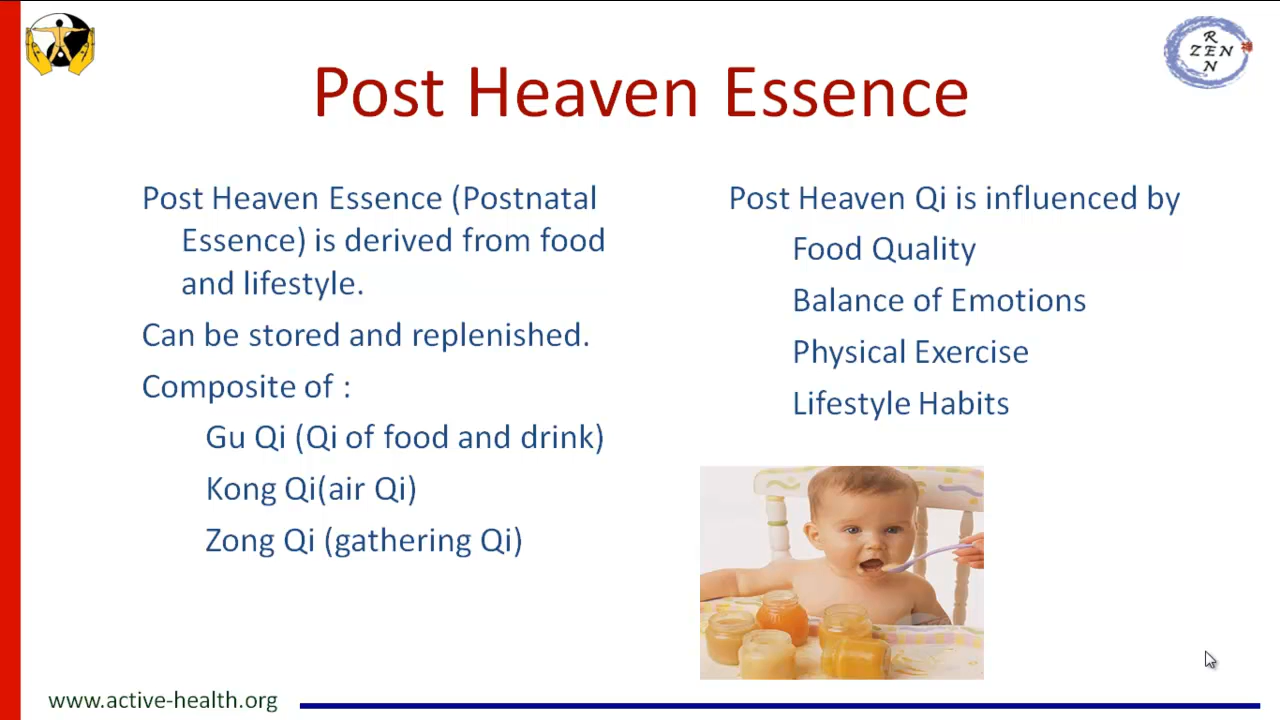 Post Heaven Essence
Post Heaven Essence (Postnatal
Essence) is derived from food
and lifestyle.
Can be stored and replenished.
Composite of :
Gu Qi (Qi of food and drink)
Kong Qi(air Qi)
Zong Qi (gathering Qi)
Post Heaven Qi is influenced by
Food Quality
Balance of Emotions
Physical Exercise
Lifestyle Habits
REN
ZEN
www.active-health.org